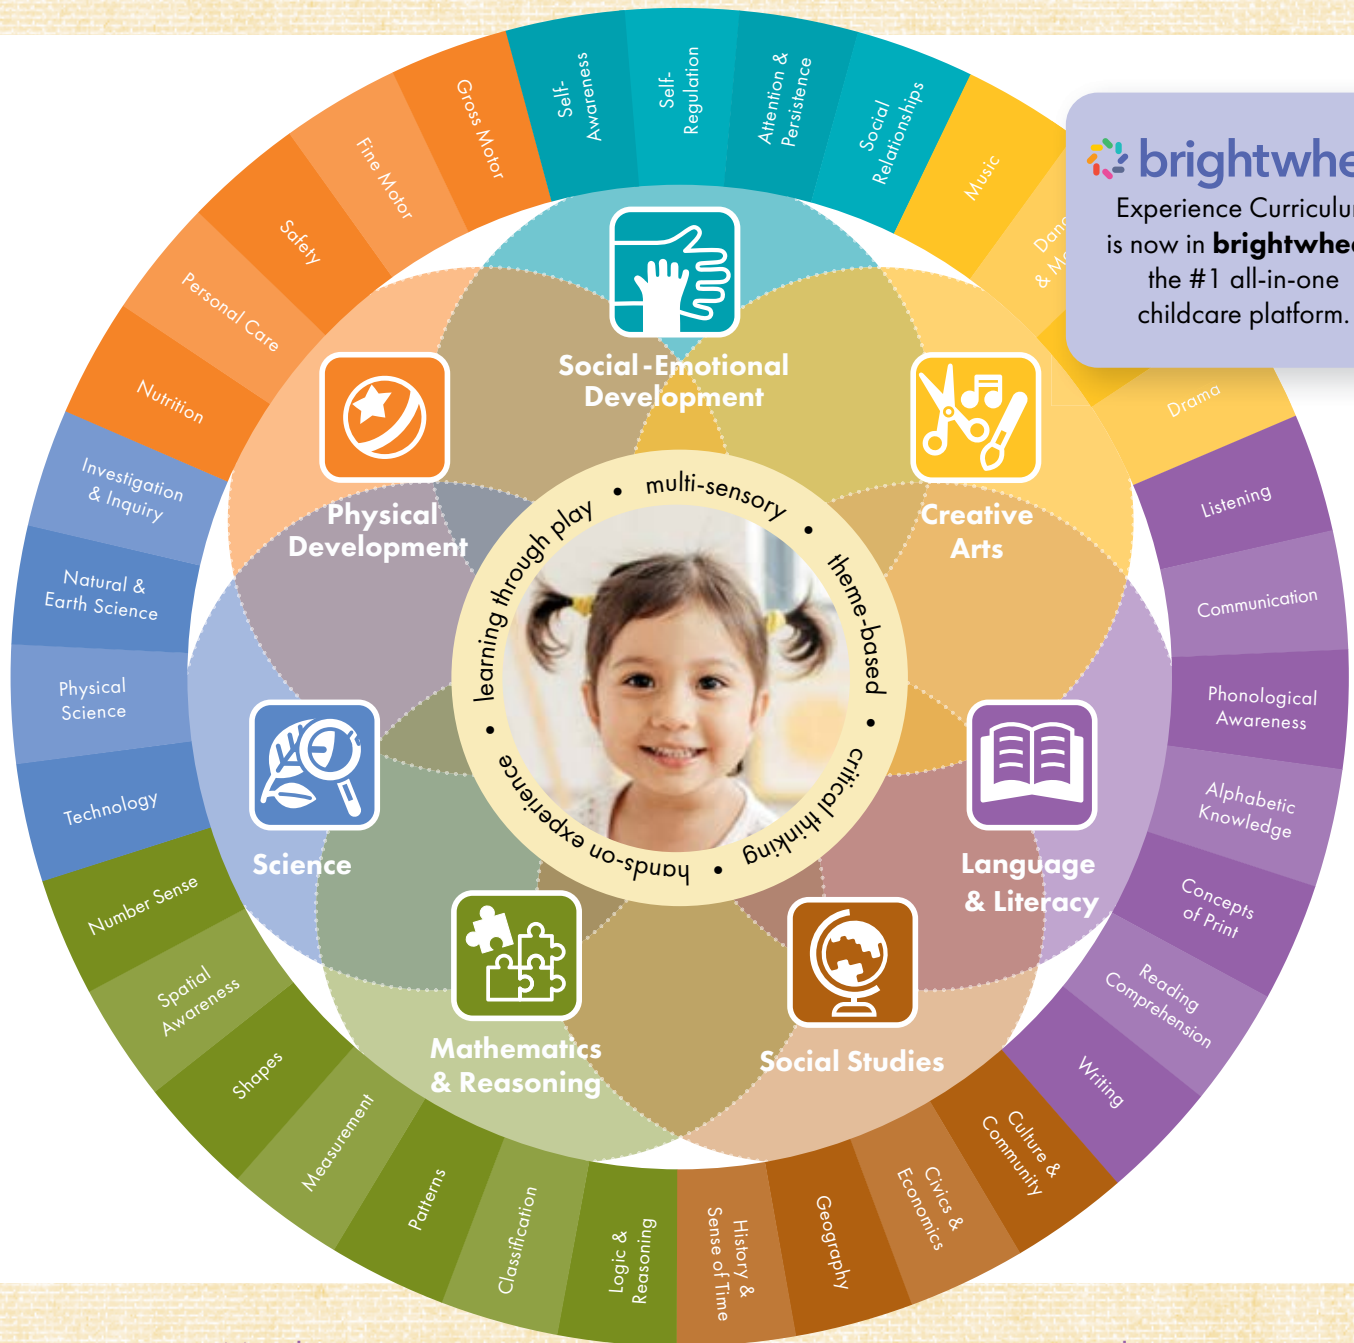 Self-
Awareness
Self-
Regulation
Attention &
Persistence
Social
Relationships
Music
&
Drama
Listening
Communication
Phonological
Awareness
Alphabetic
Knowledge
Concepts
of Print
Reading
Comprehension
Writing
Culture &
Community
Civics &
Economics
Geography
History &
Sense of Time
Logic &
Reasoning
Classification
Patterns
Measurement
Shapes
Spatial
Awareness
Number Sense
Technology
Physical
Science
Natural &
Earth Science
Investigation
& Inquiry
Nutrition
Personal Care
Safety
Fine Motor
Gross Motor
Experience
is now in
the #1 all-in-one
childcare platform.
Social-Emotional
Development
Creative
Arts
Language
& Literacy
Social Studies
Mathematics
& Reasoning
Science
Physical
Development
learning through play • multi-sensory • theme-based • critical thinking • hands-on experience •